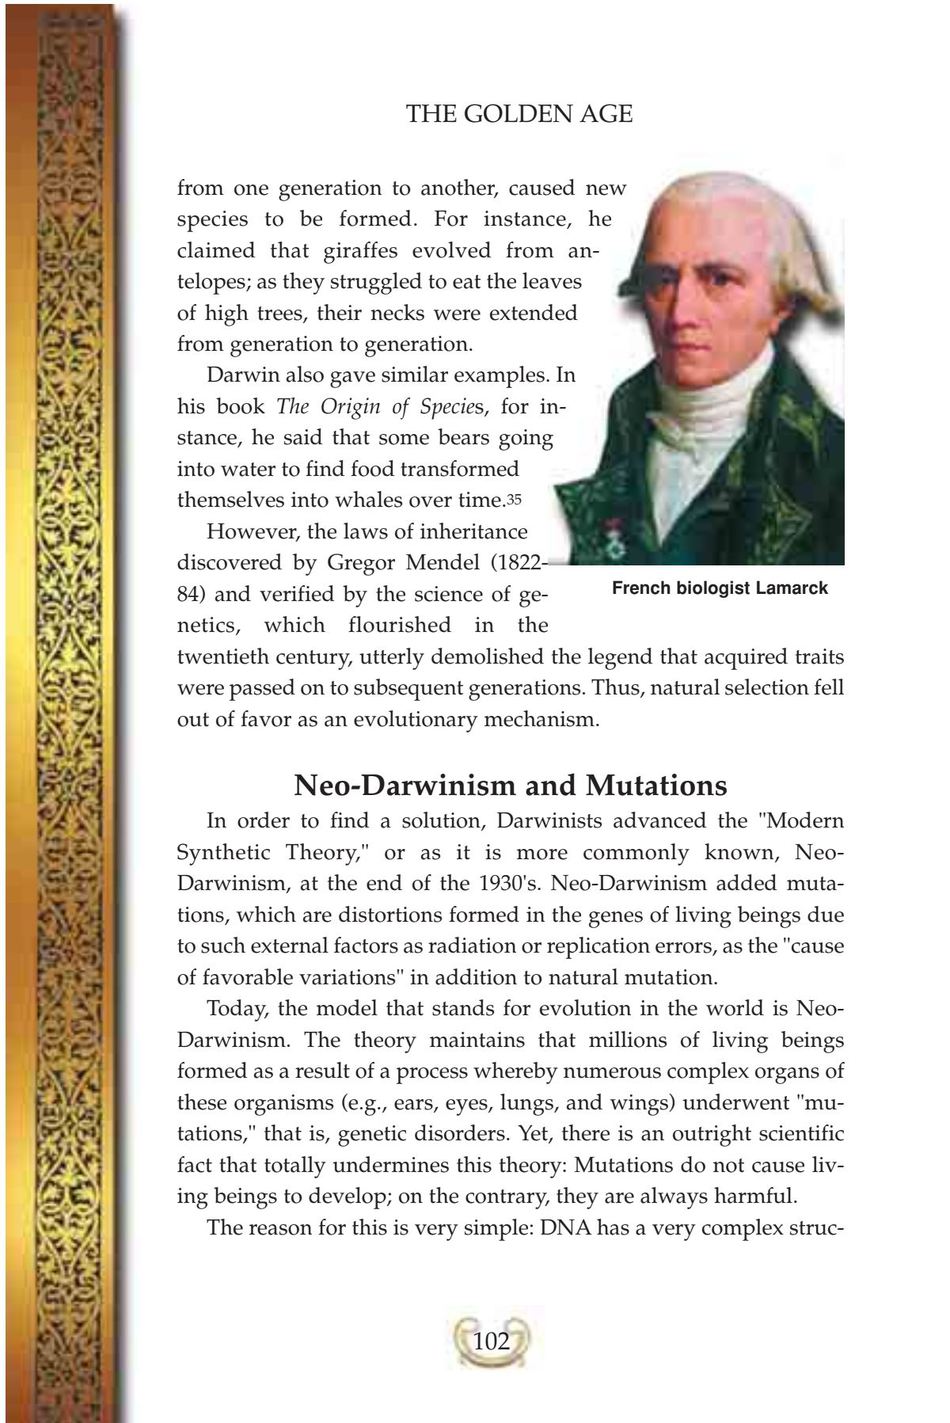 THE GOLDEN AGE
from one generation to another, caused new
species to be formed. For instance, he
claimed that giraffes evolved from an-
telopes; as they struggled to eat the leaves
of high trees, their necks were extended
from generation to generation.
Darwin also gave similar examples. In
his book The Origin of Species, for in-
stance, he said that some bears going
into water to find food transformed
themselves into whales over time.35
However, the laws of inheritance
discovered by Gregor Mendel (1822-
84) and verified by the science of ge-
netics, which flourished in the
twentieth century, utterly demolished the legend that acquired traits
were passed on to subsequent generations. Thus, natural selection fell
out of favor as an evolutionary mechanism.
French biologist Lamarck
Neo-Darwinism and Mutations
In order to find a solution, Darwinists advanced the "Modern
Synthetic Theory," or as it is more commonly known, Neo-
Darwinism, at the end of the 1930's. Neo-Darwinism added muta-
tions, which are distortions formed in the genes of living beings due
to such external factors as radiation or replication errors, as the "cause
of favorable variations" in addition to natural mutation.
Today, the model that stands for evolution in the world is Neo-
Darwinism. The theory maintains that millions of living beings
formed as a result of a process whereby numerous complex organs of
these organisms (e.g., ears, eyes, lungs, and wings) underwent "mu-
tations," that is, genetic disorders. Yet, there is an outright scientific
fact that totally undermines this theory: Mutations do not cause liv-
ing beings to develop; on the contrary, they are always harmful.
The reason for this is very simple: DNA has a very complex struc-
102